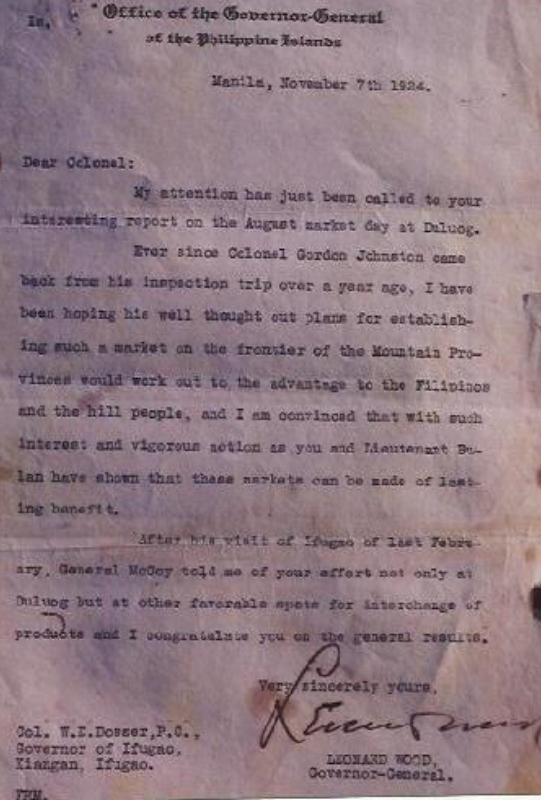 Office of the Governor-General
of the Philippine Islands
Manila, November 7th 1924.
Dear Colonel:
My attention has just been called to your
interesting report on the August market day at Duluog.
Ever since Colonel Gordon Johnston came
back from his inspection trip over a year ago, I have
been hoping his well thought out plans for establish-
ing such a market on the frontier of the Mountain Pro-
vinces would work out to the advantage to the Filipinos
and the hill people, and I am convinced that with such
interest and vigorous action as you and Lieutenant Bu-
lan have shown that these markets can be made of last-
ing benefit.
After his visit of Ifugao of last Febru-
ary, General McCoy told me of your effort not only at
Duluog but at other favorable spots for interchange of
products and I congratulate you on the general results.
Very sincerely yours,
Col. W.E.Dosser,P.C.,
Governor of Ifugao,
Kiangan, Ifugao.
LEONARD WOOD,
Governor-General.
FRM.